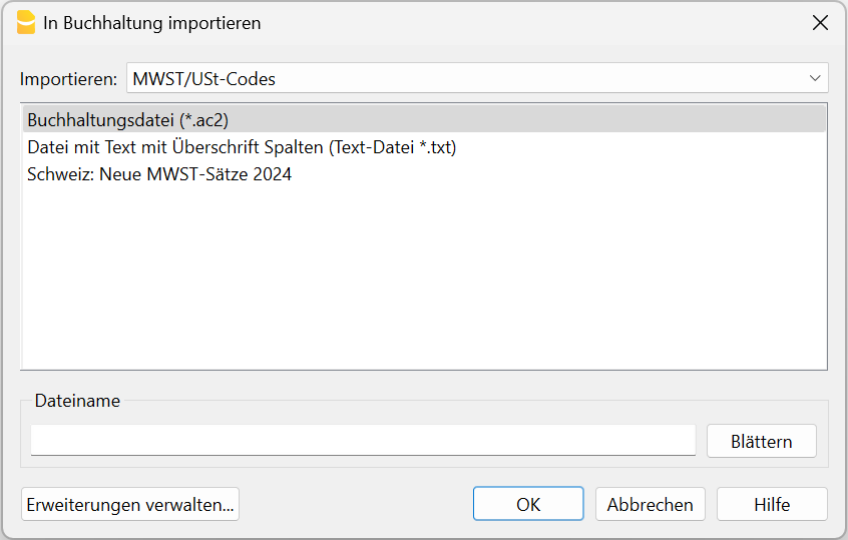 In Buchhaltung importieren
Importieren: MWST/USt-Codes
Buchhaltungsdatei (*.ac2)
Datei mit Text mit Überschrift Spalten (Text-Datei *.txt)
Schweiz: Neue MWST-Sätze 2024
Dateiname
Blättern
Erweiterungen verwalten... OK Abbrechen Hilfe